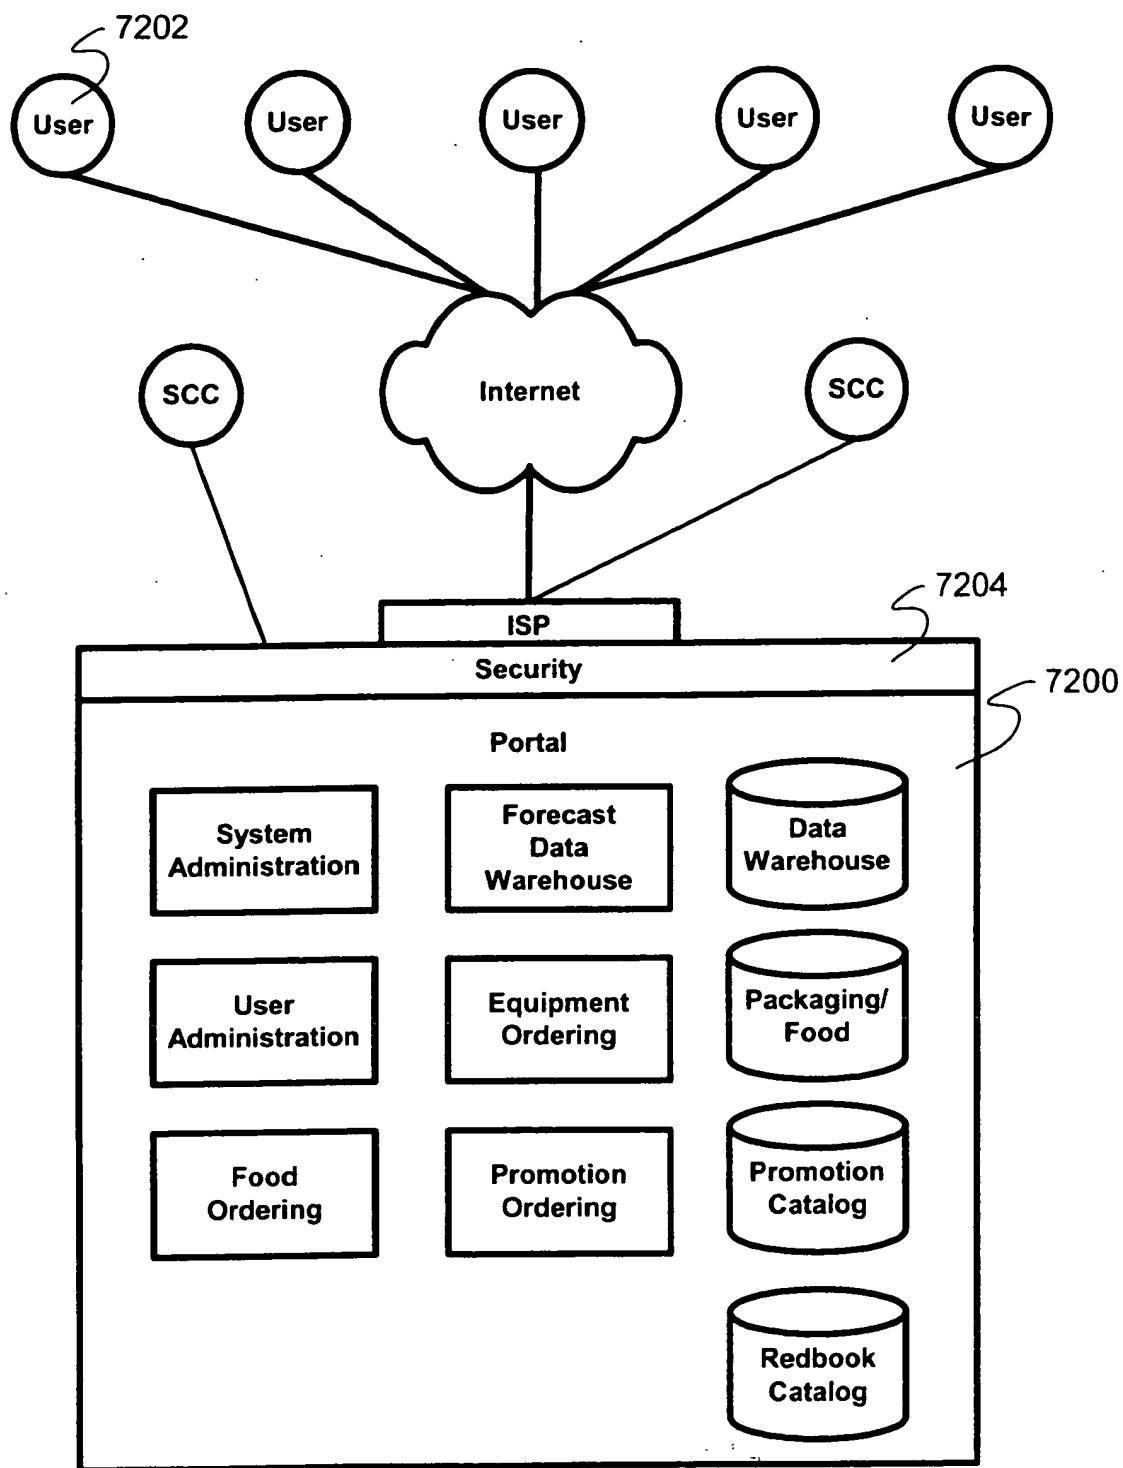 7202
User
User
User
User
User
SCC
Internet
SCC
7204
ISP
Security
7200
Portal
System
Administration
Forecast
Data
Warehouse
Data
Warehouse
User
Administration
Equipment
Ordering
Packaging/
Food
Food
Ordering
Promotion
Ordering
Promotion
Catalog
Redbook
Catalog